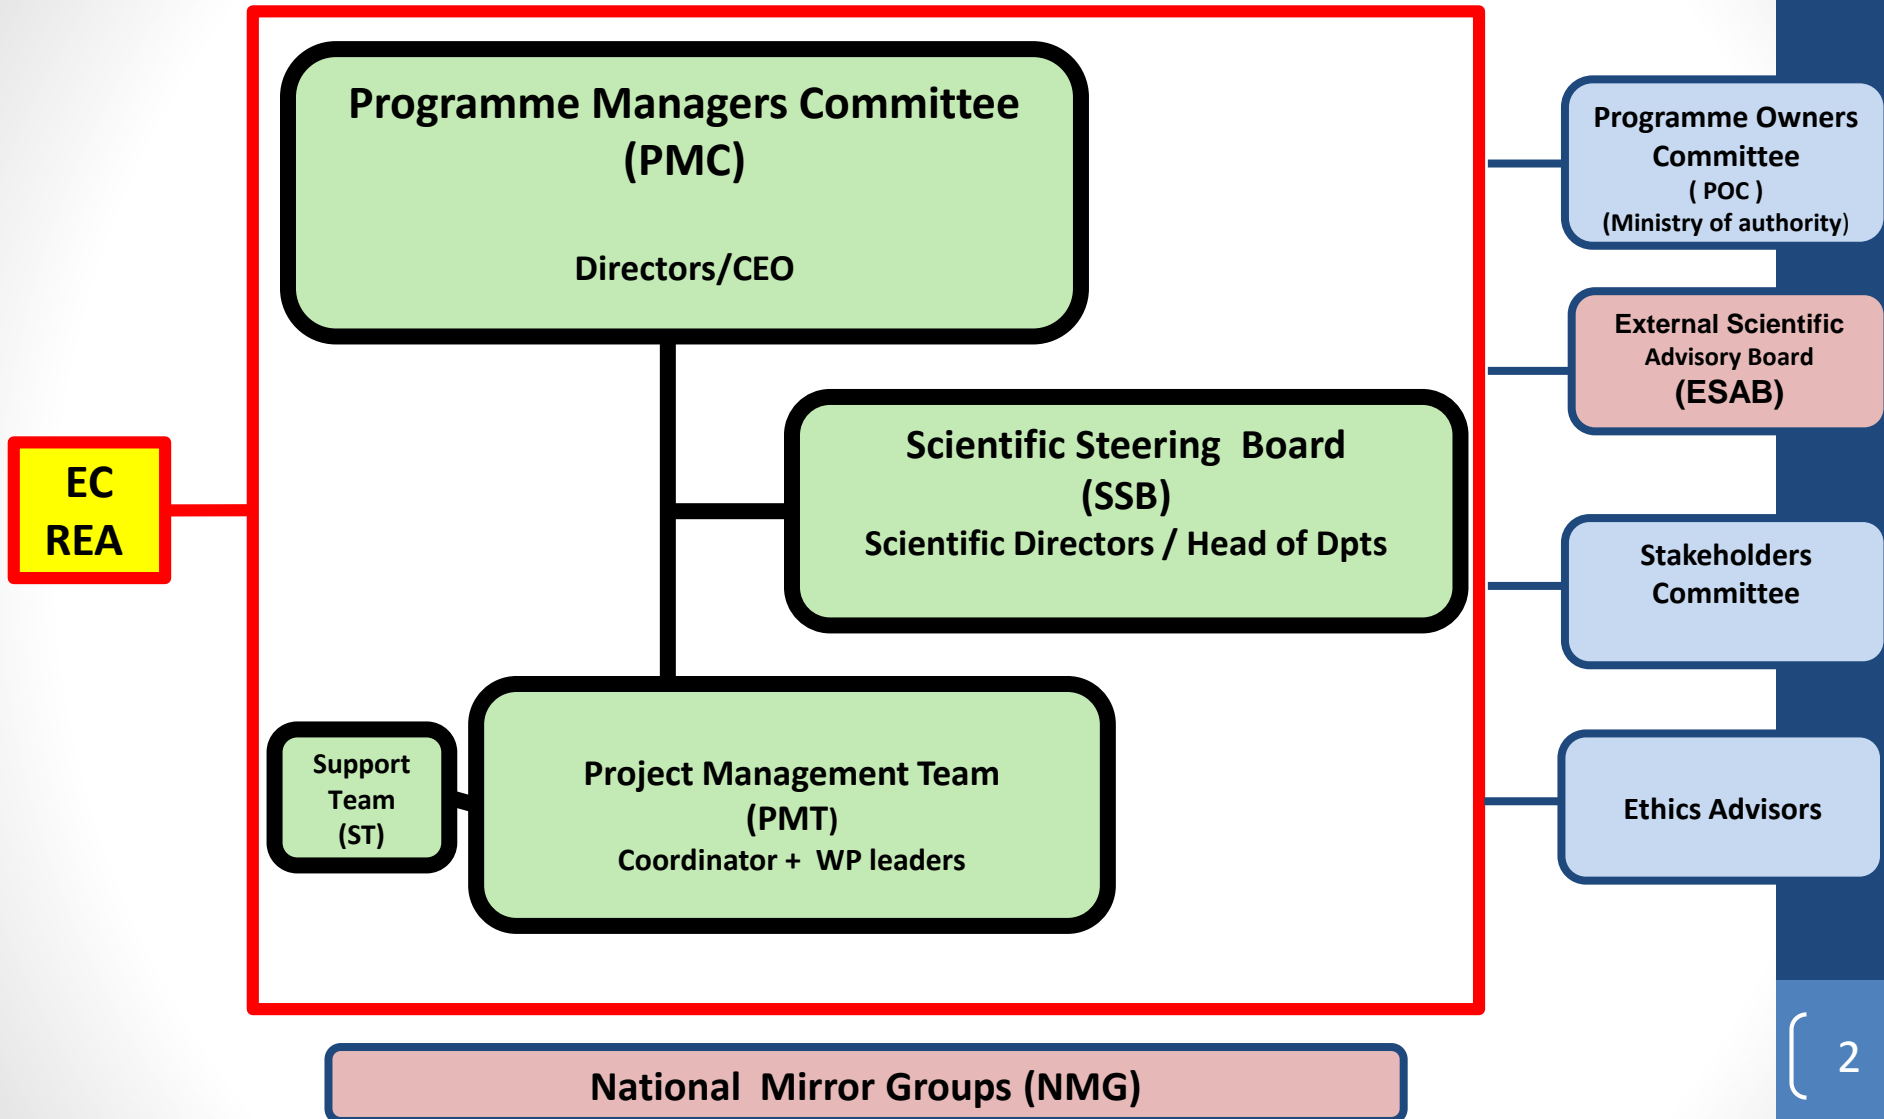 Programme Managers Committee
(PMC)
Directors/CEO
Programme Owners
Committee
( POC )
(Ministry of authority)
External Scientific
Advisory Board
(ESAB)
Scientific Steering  Board
(SSB)
Scientific Directors / Head of Dpts
EC
REA
Stakeholders
Committee
Support
Team
(ST)
Project Management Team
(PMT)
Coordinator +  WP leaders
Ethics Advisors
National  Mirror Groups (NMG)
2